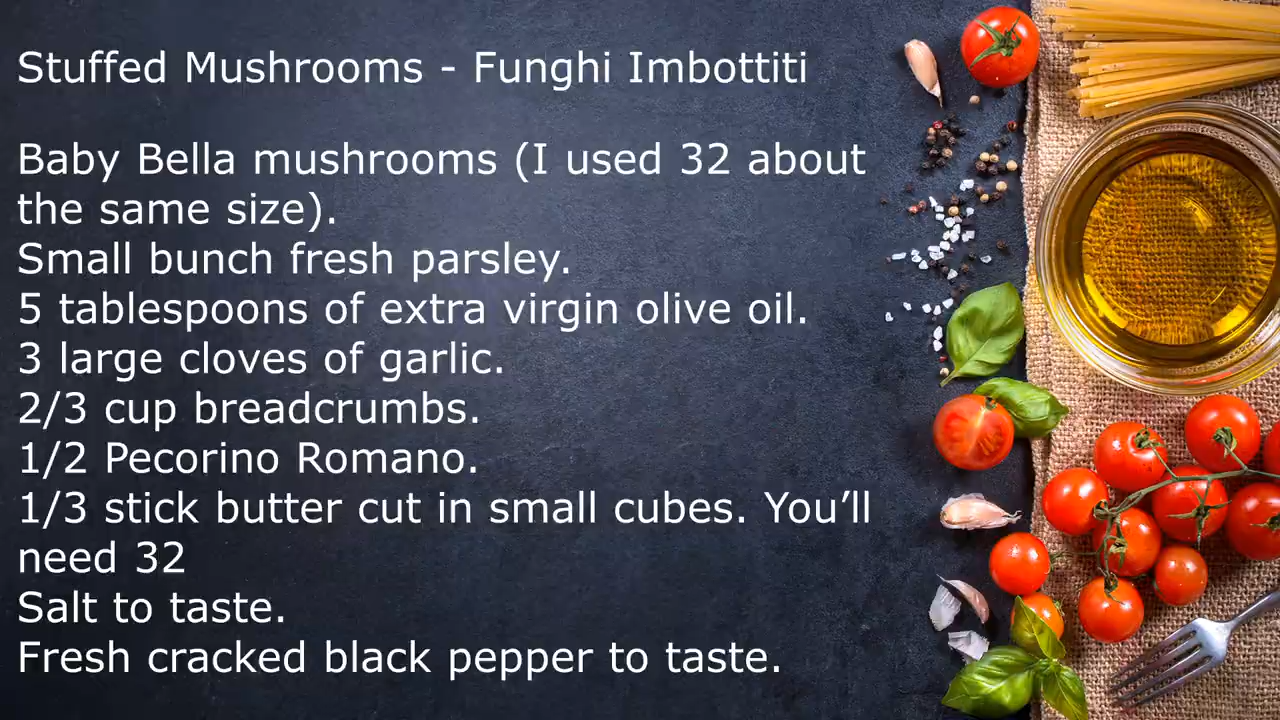 Stuffed Mushrooms - Funghi Imbottiti
Baby Bella mushrooms (I used 32 about
the same size).
Small bunch fresh parsley.
5 tablespoons of extra virgin olive oil.
3 large cloves of garlic.
2/3 cup breadcrumbs.
1/2 Pecorino Romano.
1/3 stick butter cut in small cubes. You’ll
need 32
Salt to taste.
Fresh cracked black pepper to taste.